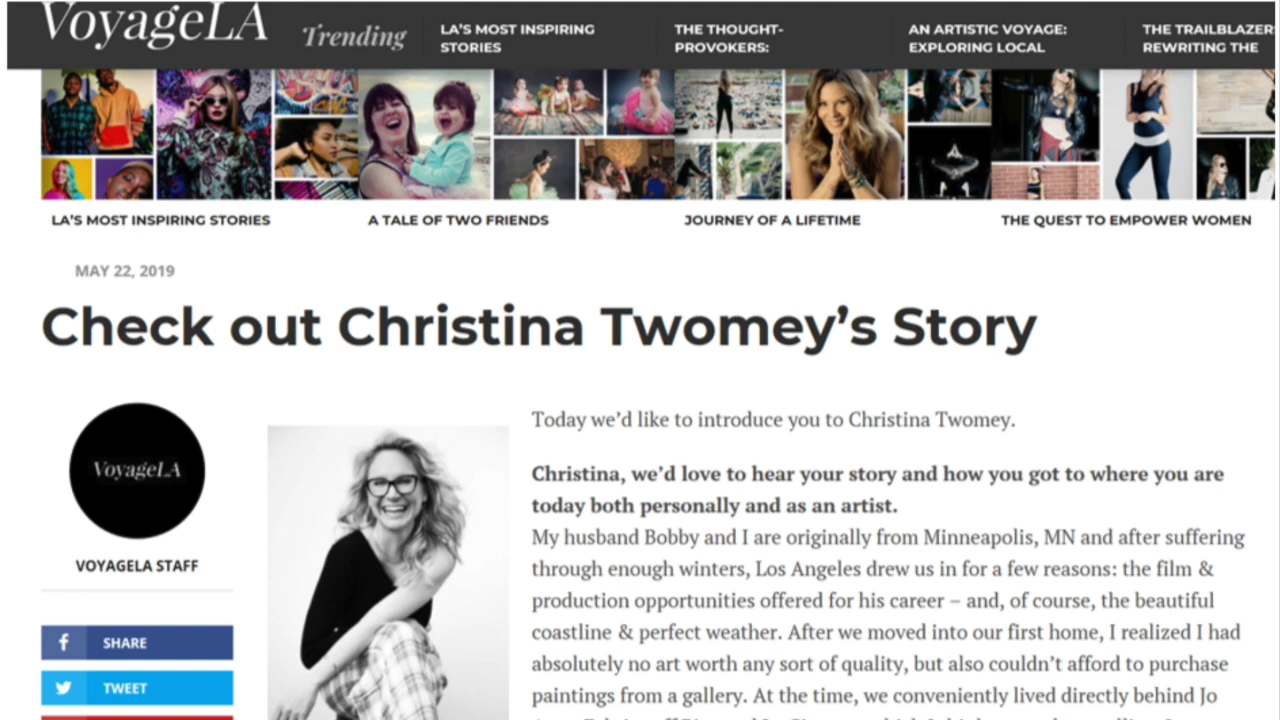 VoyageLA
Trending
LA'S MOST INSPIRING
STORIES
THE THOUGHT-
PROVOKERS:
AN ARTISTIC VOYAGE:
EXPLORING LOCAL
THE TRAILBLAZERS
REWRITING THE
LA'S MOST INSPIRING STORIES
A TALE OF TWO FRIENDS
JOURNEY OF A LIFETIME
THE QUEST TO EMPOWER WOMEN
MAY 22, 2019
Check out Christina Twomey's Story
VoyageLA
VOYAGELA STAFF
SHARE
TWEET
Today we'd like to introduce you to Christina Twomey.
Christina, we'd love to hear your story and how you got to where you are
today both personally and as an artist.
My husband Bobby and I are originally from Minneapolis, MN and after suffering
through enough winters, Los Angeles drew us in for a few reasons: the film &
production opportunities offered for his career – and, of course, the beautiful
coastline & perfect weather. After we moved into our first home, I realized I had
absolutely no art worth any sort of quality, but also couldn't afford to purchase
paintings from a gallery. At the time, we conveniently lived directly behind Jo